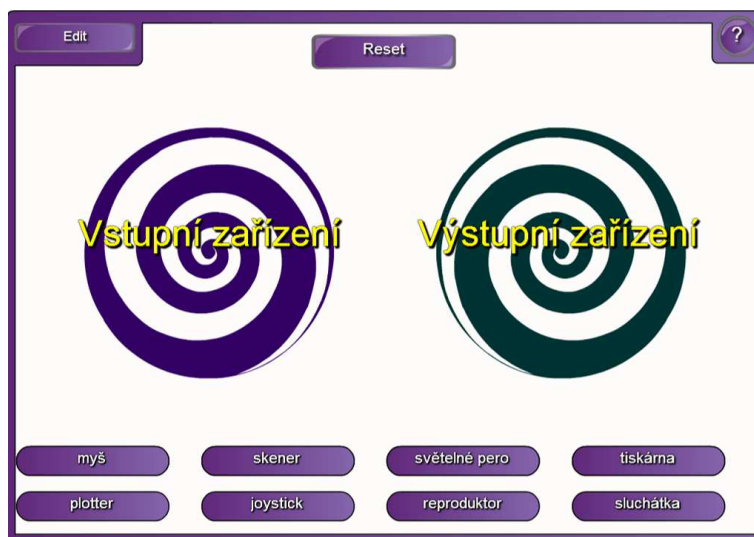 Edit
Reset
?
Vstupní zařízení
Výstupní zařízení
myš
skener
světelné pero
tiskárna
plotter
joystick
reproduktor
sluchátka